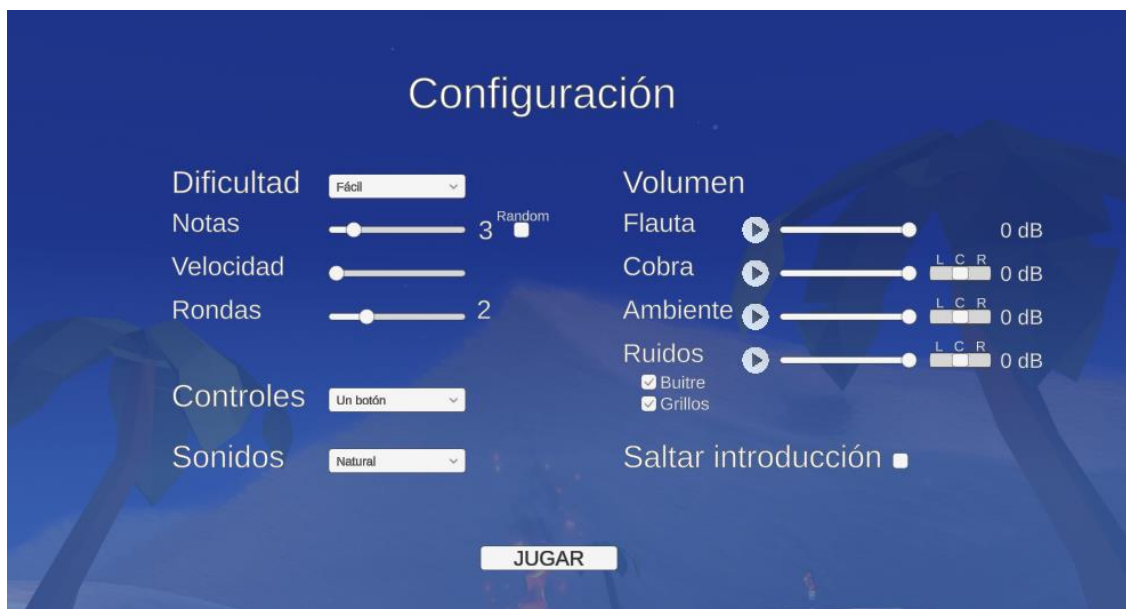 Configuración
Dificultad Fácil
Notas 3 Random
Velocidad
Rondas 2
Controles Un botón
Sonidos Natural
Volumen
Flauta 0 dB
Cobra L C R 0 dB
Ambiente L C R 0 dB
Ruidos L C R 0 dB
Buitre
Grillos
Saltar introducción
JUGAR